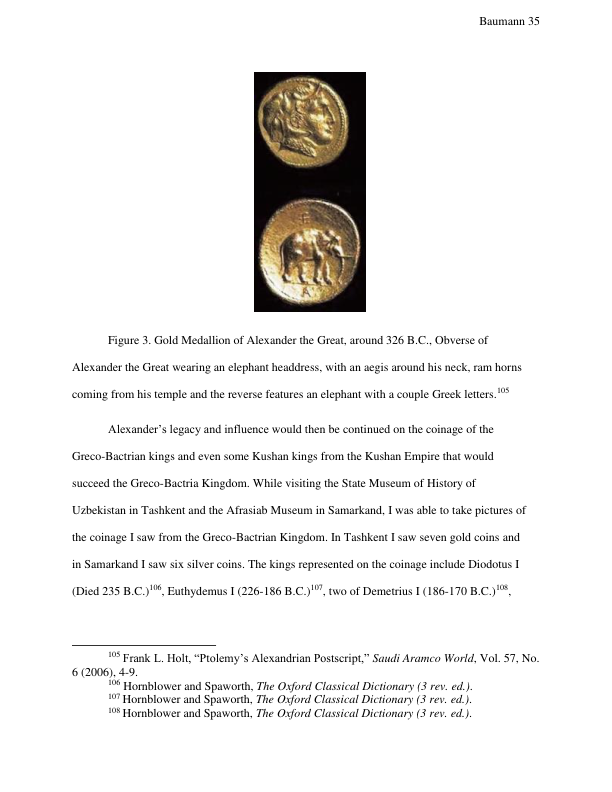 Baumann 35
Figure 3. Gold Medallion of Alexander the Great, around 326 B.C., Obverse of
Alexander the Great wearing an elephant headdress, with an aegis around his neck, ram horns
coming from his temple and the reverse features an elephant with a couple Greek letters.105
Alexander’s legacy and influence would then be continued on the coinage of the
Greco-Bactrian kings and even some Kushan kings from the Kushan Empire that would
succeed the Greco-Bactria Kingdom. While visiting the State Museum of History of
Uzbekistan in Tashkent and the Afrasiab Museum in Samarkand, I was able to take pictures of
the coinage I saw from the Greco-Bactrian Kingdom. In Tashkent I saw seven gold coins and
in Samarkand I saw six silver coins. The kings represented on the coinage include Diodotus I
(Died 235 B.C.)106, Euthydemus I (226-186 B.C.)107, two of Demetrius I (186-170 B.C.)108,
105 Frank L. Holt, “Ptolemy’s Alexandrian Postscript,” Saudi Aramco World, Vol. 57, No.
6 (2006), 4-9.
106 Hornblower and Spaworth, The Oxford Classical Dictionary (3 rev. ed.).
107 Hornblower and Spaworth, The Oxford Classical Dictionary (3 rev. ed.).
108 Hornblower and Spaworth, The Oxford Classical Dictionary (3 rev. ed.).